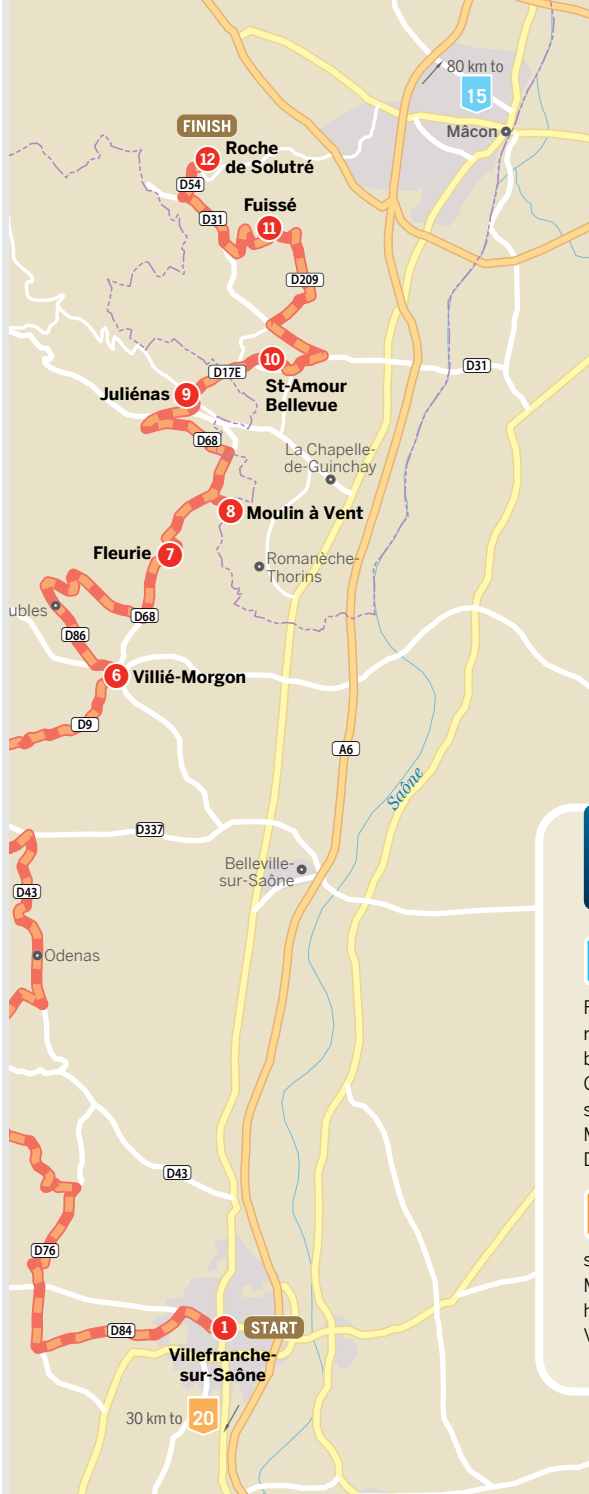 80 km to
15
Mâcon
FINISH
12 Roche
de Solutré
D54
Fuissé
D31
11
D209
10
D31
D17E
St-Amour
Bellevue
Juliénas 9
D68
La Chapelle-
de-Guinchay
8 Moulin à Vent
Fleurie 7
Romanèche-
Thorins
ubles
D68
D86
6 Villié-Morgon
D9
A6
Saône
D337
Belleville-
sur-Saône
D43
Odenas
D43
D76
D84
1 START
Villefranche-
sur-Saône
30 km to 20